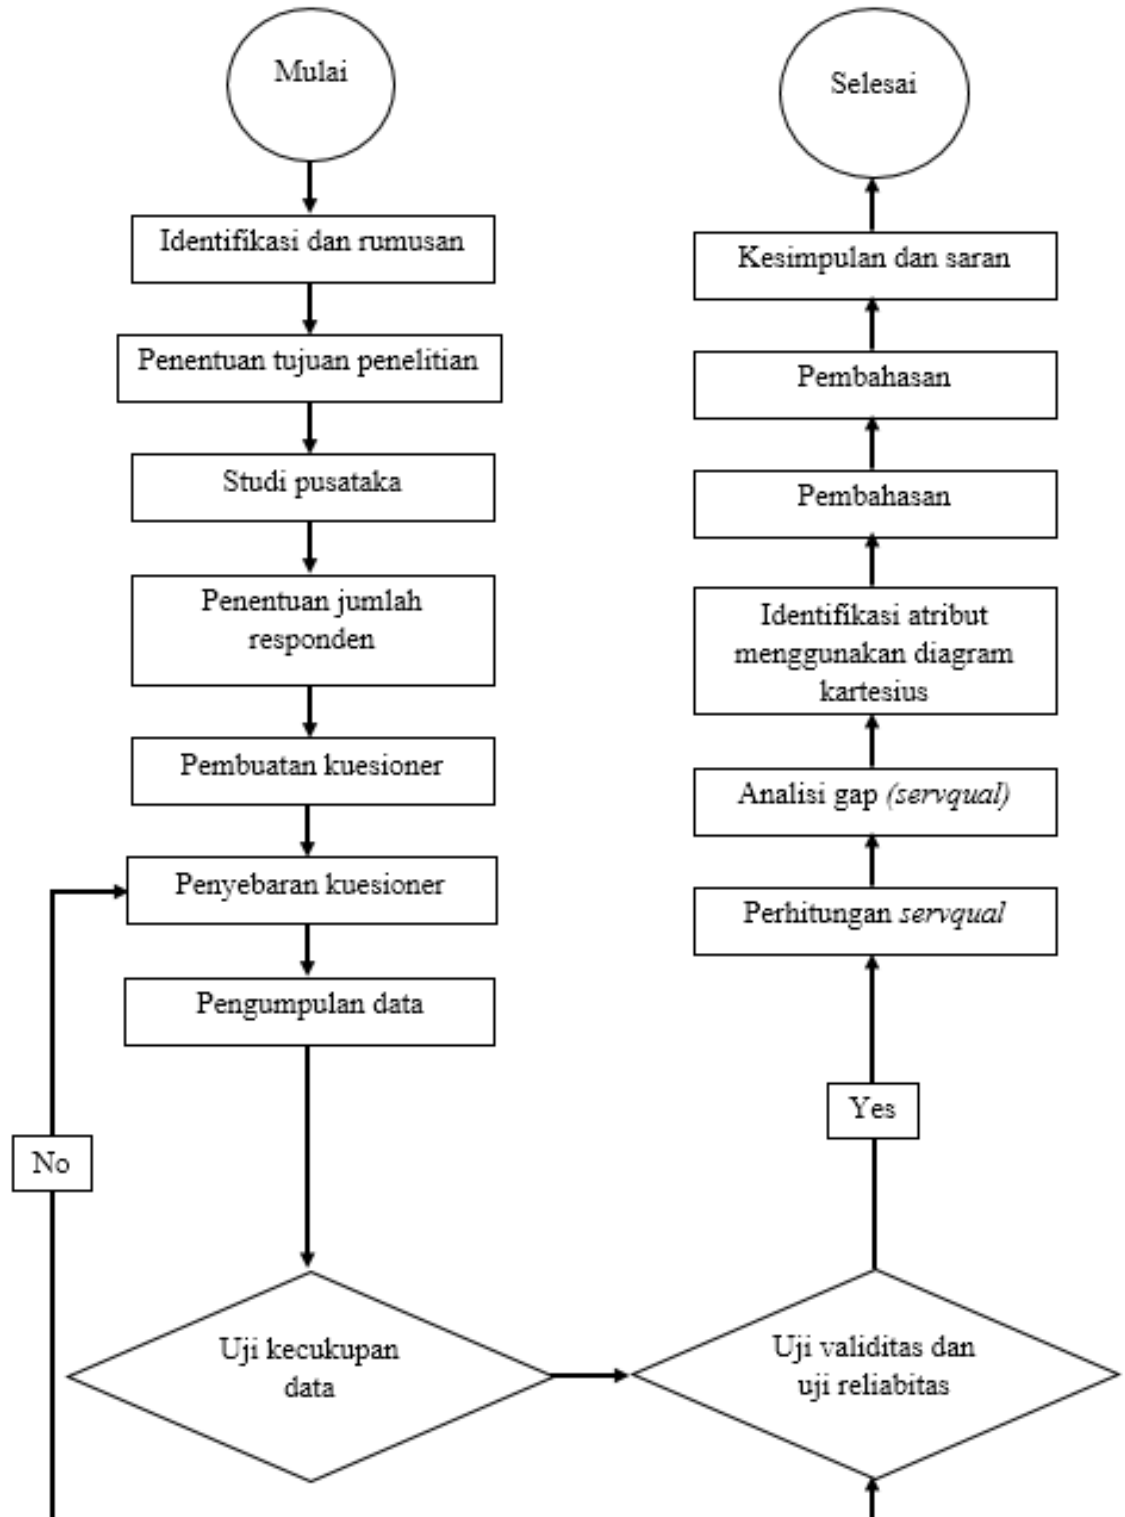 Mulai
Identifikasi dan rumusan
Penentuan tujuan penelitian
Studi pusataka
Penentuan jumlah
responden
Pembuatan kuesioner
Penyebaran kuesioner
Pengumpulan data
No
Uji kecukupan
data
Uji validitas dan
uji reliabitas
Yes
Perhitungan servqual
Analisi gap (servqual)
Identifikasi atribut
menggunakan diagram
kartesius
Pembahasan
Pembahasan
Kesimpulan dan saran
Selesai